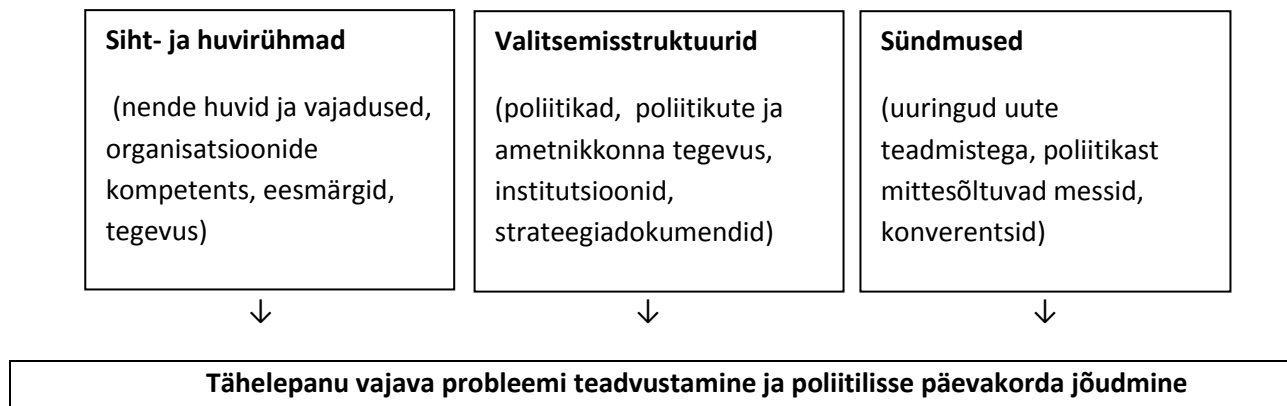 Siht- ja huvirühmad
(nende huvid ja vajadused,
organisatsioonide
kompetents, eesmärgid,
tegevus)
Valitsemisstruktuurid
(poliitikad, poliitikute ja
ametnikkonna tegevus,
institutsioonid,
strateegiadokumendid)
Sündmused
(uuringud uute
teadmistega, poliitikast
mittesõltuvad messid,
konverentsid)
↓ ↓ ↓
Tähelepanu vajava probleemi teadvustamine ja poliitilisse päevakorda jõudmine